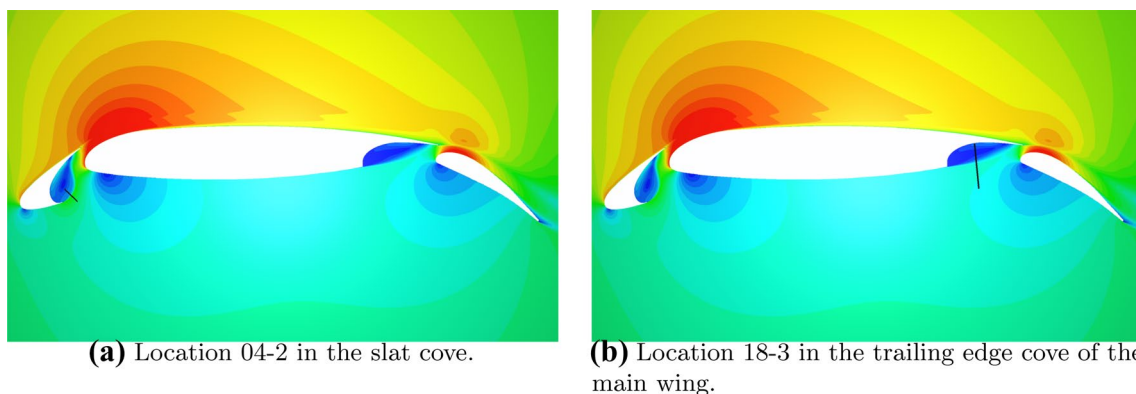 (a) Location 04-2 in the slat cove.
(b) Location 18-3 in the trailing edge cove of the
main wing.